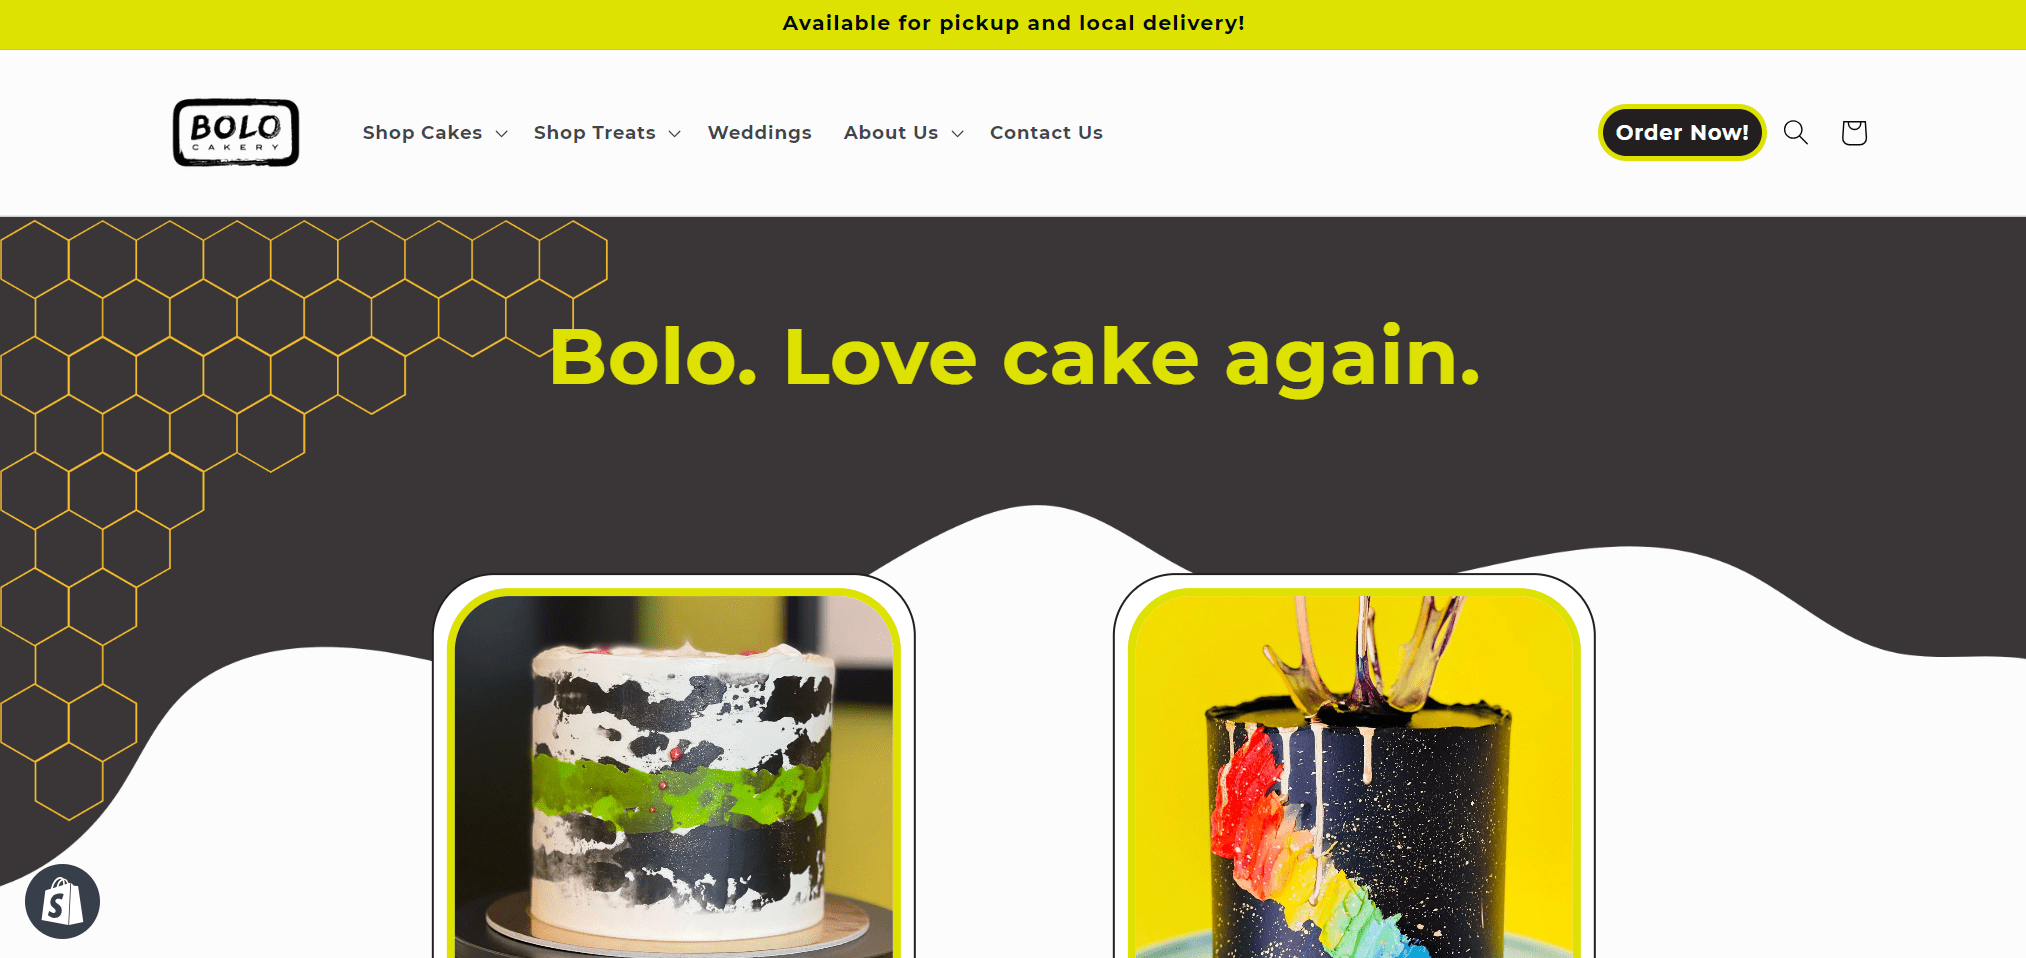 Available for pickup and local delivery!
BOLO
CAKERY
Shop Cakes
Shop Treats
Weddings
About Us
Contact Us
Order Now!
Bolo. Love cake again.
S